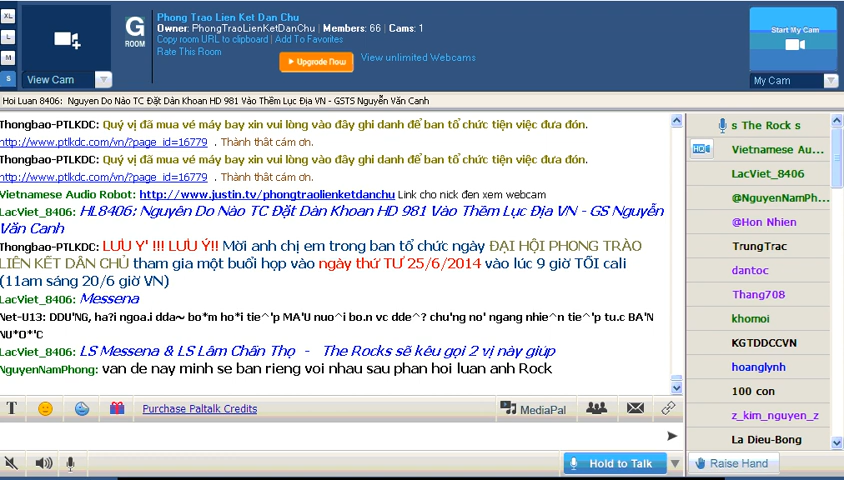 XL
L
M
S
View Cam
G
ROOM
Phong Trao Lien Ket Dan Chu
Owner: PhongTraoLienKetDanChu | Members: 66 | Cams: 1
Copy room URL to clipboard | Add To Favorites
Rate This Room
Upgrade Now
View unlimited Webcams
Start My Cam
My Cam
Hoi Luan 8406: Nguyen Do Nào TC Đặt Dàn Khoan HD 981 Vào Thềm Lục Địa VN - GSTS Nguyễn Văn Canh
Thongbao-PTLKDC: Quý vị đã mua vé máy bay xin vui lòng vào đây ghi danh để ban tổ chức tiện việc đưa đón.
http://www.ptlkdc.com/vn/?page_id=16779 . Thành thât cám ơn.
Thongbao-PTLKDC: Quý vị đã mua vé máy bay xin vui lòng vào đây ghi danh để ban tổ chức tiện việc đưa đón.
http://www.ptlkdc.com/vn/?page_id=16779 . Thành thât cám ơn.
Vietnamese Audio Robot: http://www.justin.tv/phongtraolienketdanchu Link cho nick đen xem webcam
LacViet_8406: HL8406: Nguyên Do Nào TC Đặt Dàn Khoan HD 981 Vào Thềm Lục Địa VN - GS Nguyễn
Văn Canh
Thongbao-PTLKDC: LƯU Y' !!! LƯU Ý!! Mời anh chị em trong ban tổ chức ngày ĐẠI HỘI PHONG TRÀO
LIÊN KẾT DÂN CHỦ tham gia một buổi họp vào ngày thứ TƯ 25/6/2014 vào lúc 9 giờ TỐI cali
(11am sáng 20/6 giờ VN)
LacViet_8406: Messena
Net-U13: DDU'NG, ha?i ngoa.i dda~ bo*m ho*i tie^'p MA'U nuo^i bo.n vc dde^? chu'ng no' ngang nhie^n tie^'p tu.c BA'N
NU*O*'C
LacViet_8406: LS Messena & LS Lâm Chấn Thọ - The Rocks sẽ kêu gọi 2 vị này giúp
NguyenNamPhong: van de nay minh se ban rieng voi nhau sau phan hoi luan anh Rock
T
Purchase Paltalk Credits
MediaPal
Hold to Talk
s The Rock s
HQ
Vietnamese Au...
LacViet_8406
@NguyenNamPh...
@Hon Nhien
TrungTrac
dantoc
Thang708
khomoi
KGTDDCCVN
hoanglynh
100 con
z_kim_nguyen_z
La Dieu-Bong
Raise Hand